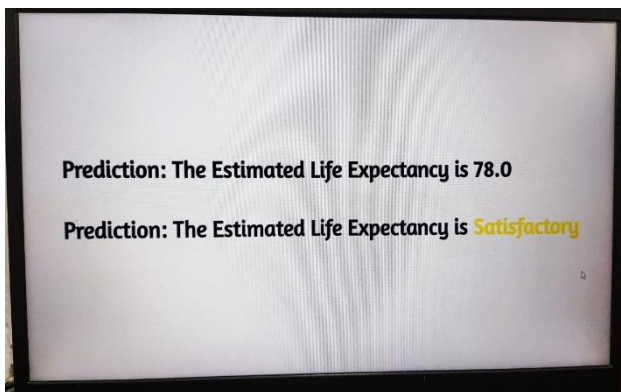 Prediction: The Estimated Life Expectancy is 78.0
Prediction: The Estimated Life Expectancy is Satisfactory